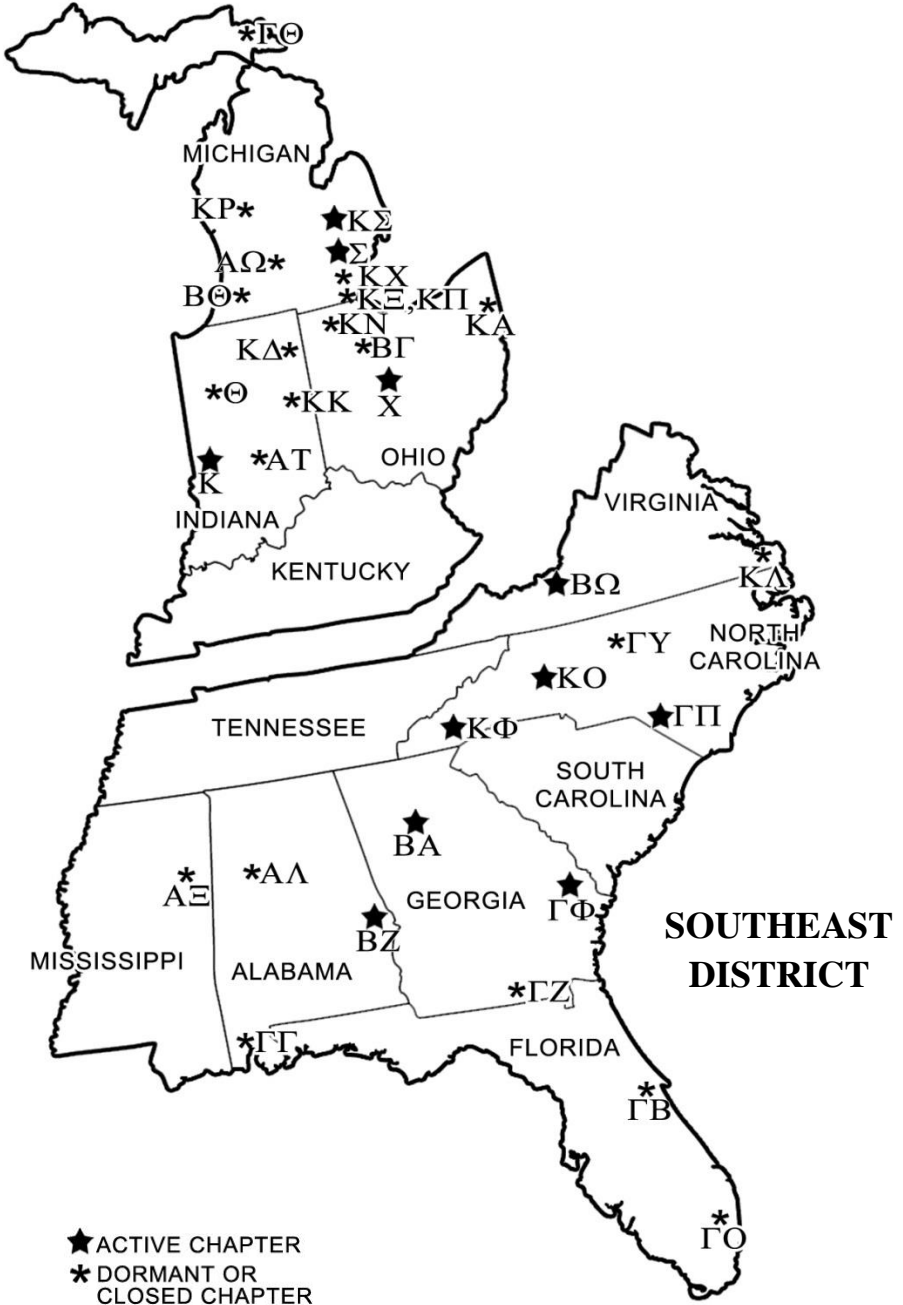 ΓΘ
MICHIGAN
ΚΡ
ΚΣ
Σ
ΑΩ
ΚΧ
ΒΘ
ΚΞ,ΚΠ
ΚΑ
ΚΝ
ΚΔ
ΒΓ
Θ
ΚΚ
Χ
ΑΤ
OHIO
Κ
INDIANA
KENTUCKY
VIRGINIA
ΚΛ
ΒΩ
ΓΥ
NORTH
CAROLINA
ΚΟ
ΓΠ
TENNESSEE
ΚΦ
SOUTH
CAROLINA
ΒΑ
ΑΞ
ΑΛ
GEORGIA
ΓΦ
SOUTHEAST
DISTRICT
ΒΖ
MISSISSIPPI
ALABAMA
ΓΖ
ΓΓ
FLORIDA
ΓΒ
ΓΟ
ACTIVE CHAPTER
DORMANT OR
CLOSED CHAPTER